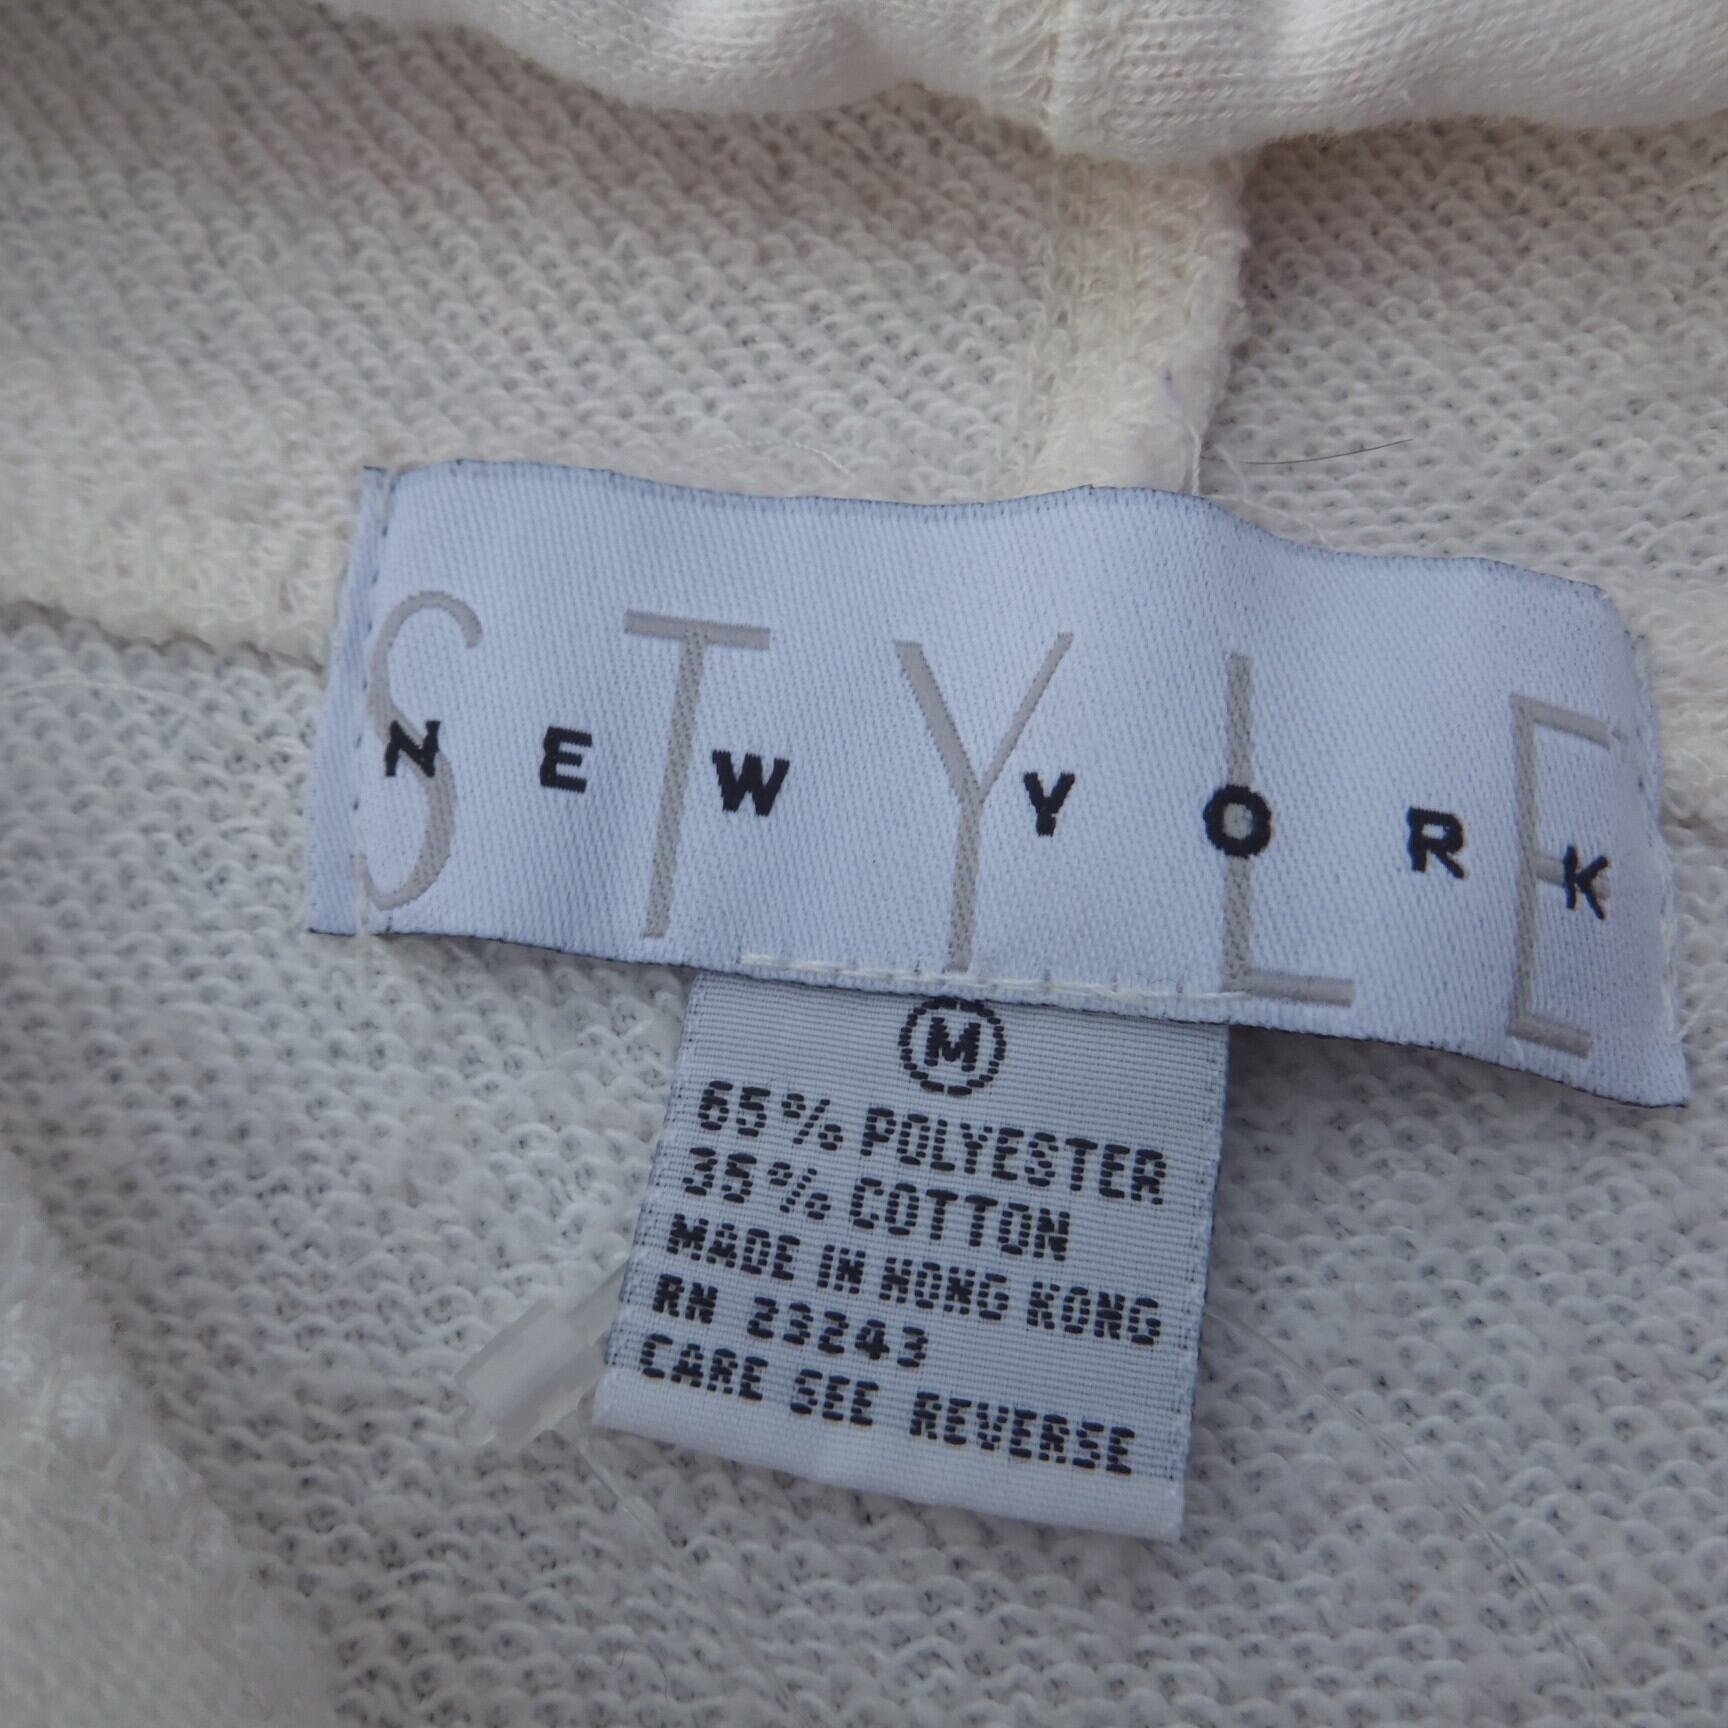 STYLE
NEW YORK
M
65% POLYESTER
35% COTTON
MADE IN HONG KONG
RN 23243
CARE SEE REVERSE